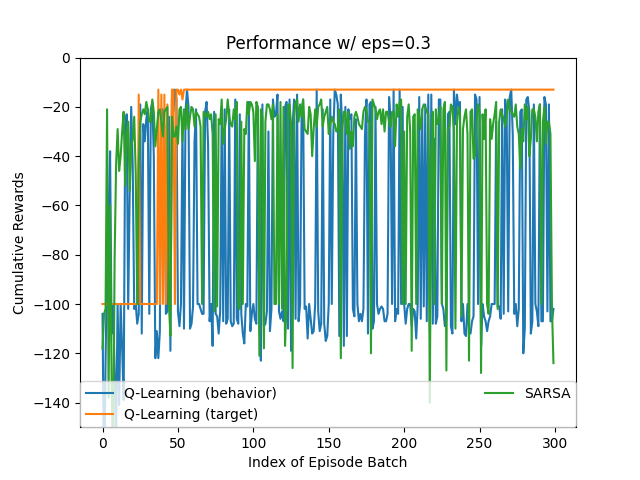 Performance w/ eps=0.3
Cumulative Rewards
0
−20
−40
−60
−80
−100
−120
−140
Q-Learning (behavior)
Q-Learning (target)
SARSA
0 50 100 150 200 250 300
Index of Episode Batch